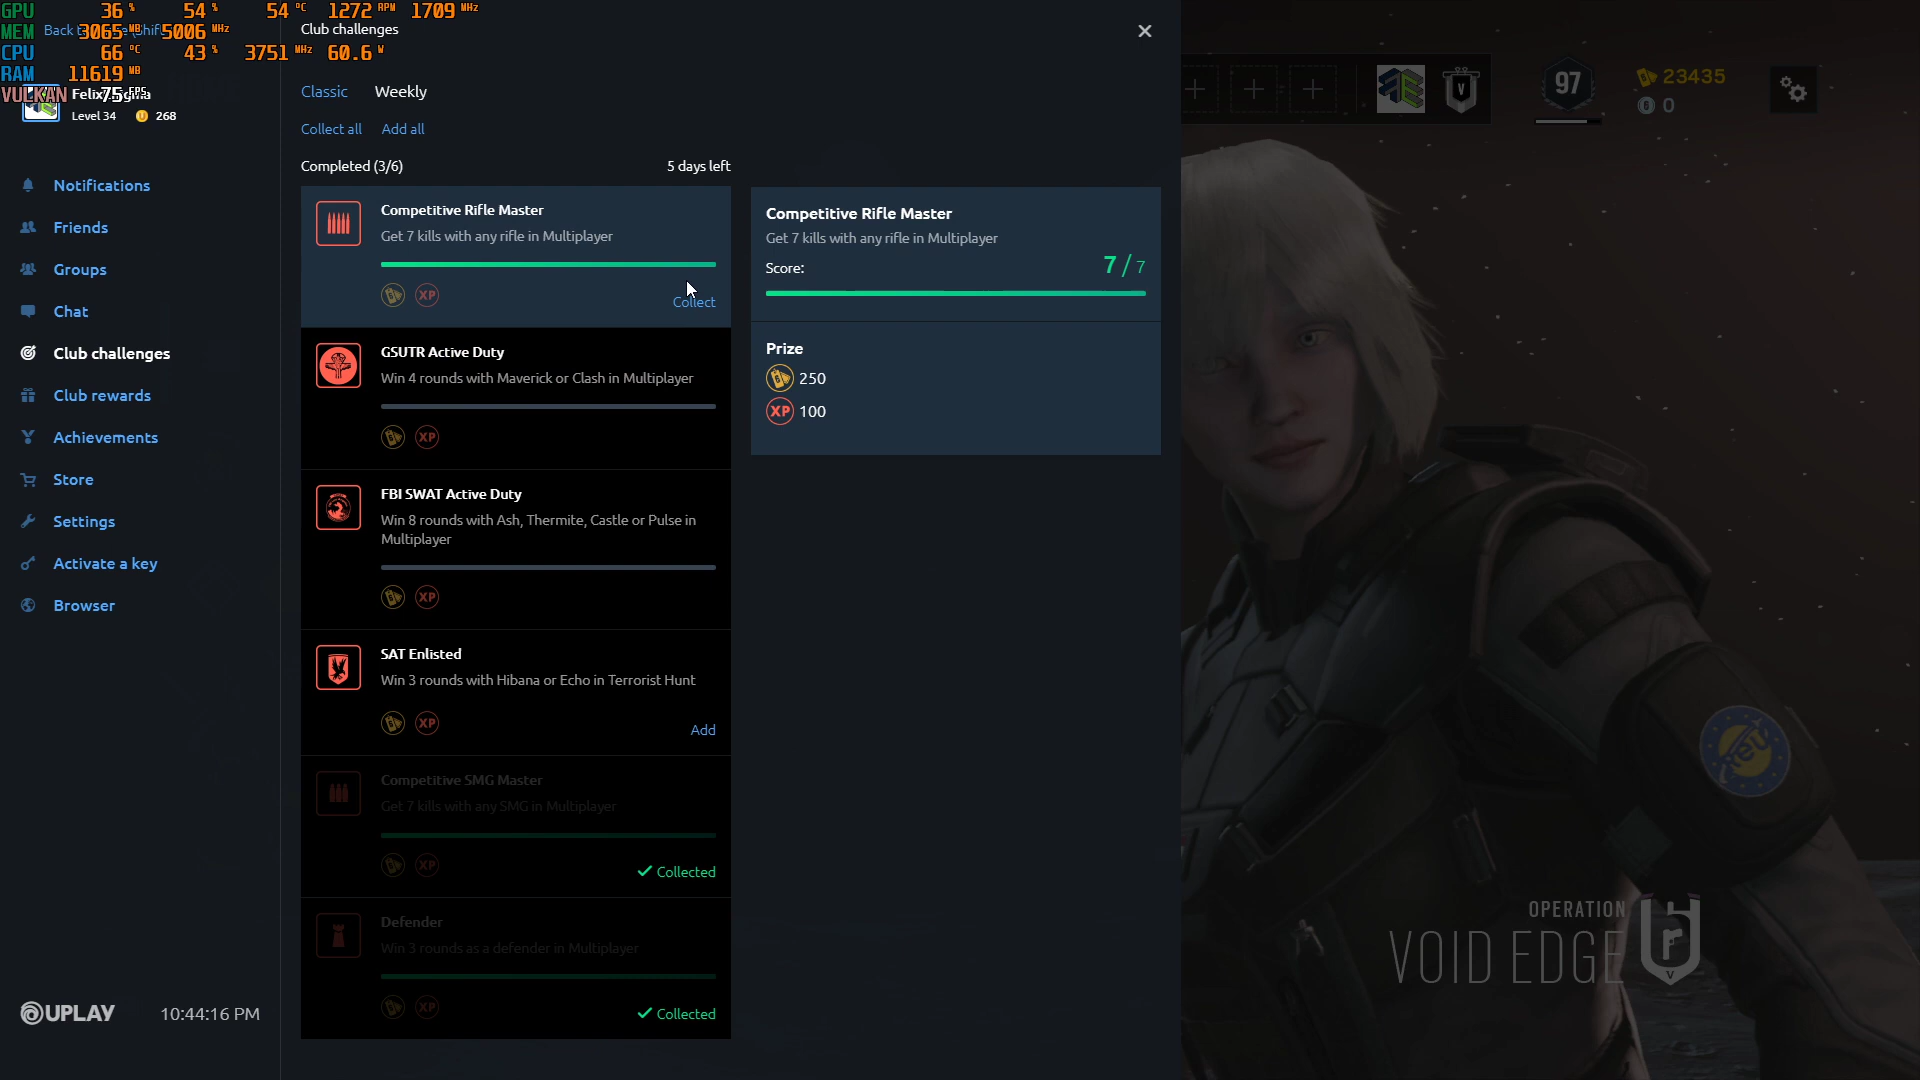 GPU 36 % 54 % 54 °C 1272 RPM 1709 MHz
MEM 3065 MB 5006 MHz
CPU 66 °C 43 % 3751 MHz 60.6 W
RAM 11619 MB
VULKAN 75 FPS
Level 34 268
Notifications
Friends
Groups
Chat
Club challenges
Club rewards
Achievements
Store
Settings
Activate a key
Browser
UPLAY 10:44:16 PM
Club challenges
Classic Weekly
Collect all Add all
Completed (3/6) 5 days left
Competitive Rifle Master
Get 7 kills with any rifle in Multiplayer
XP
Collect
GSUTR Active Duty
Win 4 rounds with Maverick or Clash in Multiplayer
XP
FBI SWAT Active Duty
Win 8 rounds with Ash, Thermite, Castle or Pulse in
Multiplayer
XP
SAT Enlisted
Win 3 rounds with Hibana or Echo in Terrorist Hunt
XP
Add
Competitive SMG Master
Get 7 kills with any SMG in Multiplayer
XP
Collected
Defender
Win 3 rounds as a defender in Multiplayer
XP
Collected
Competitive Rifle Master
Get 7 kills with any rifle in Multiplayer
Score: 7 / 7
Prize
250
XP 100
V
97
23435
0
OPERATION
VOID EDGE